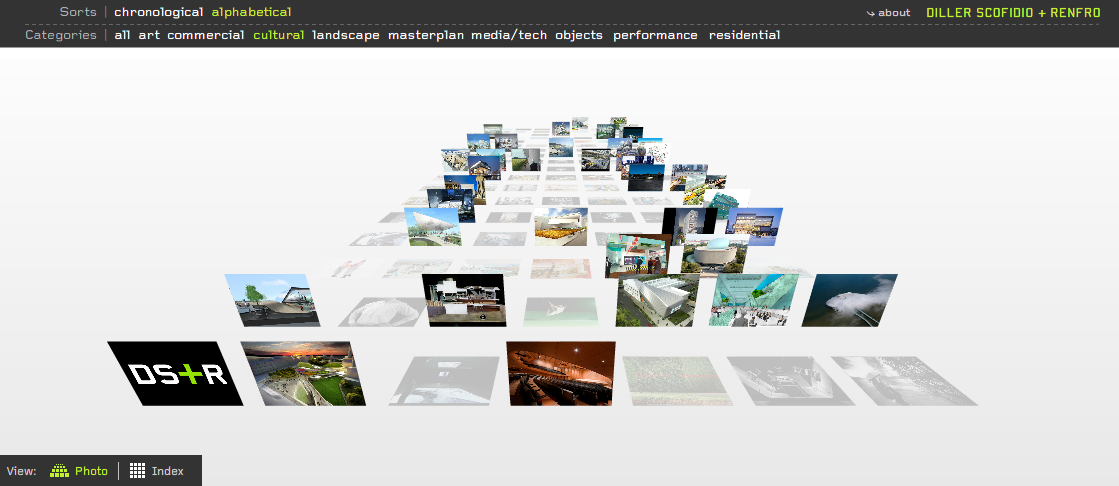 Sorts | chronological alphabetical about DILLER SCOFIDIO + RENFRO
Categories | all art commercial cultural landscape masterplan media/tech objects performance residential
DS+R
View: Photo | Index